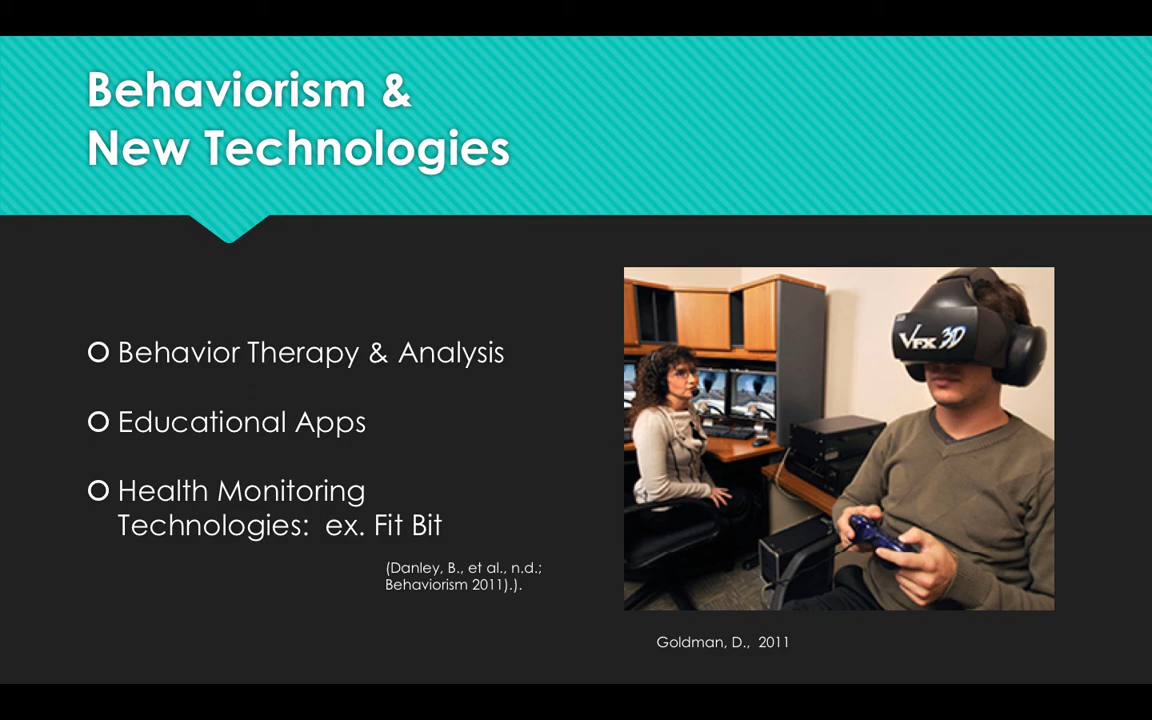 Behaviorism &
New Technologies
Behavior Therapy & Analysis
Educational Apps
Health Monitoring
Technologies:  ex. Fit Bit
(Danley, B., et al., n.d.;
Behaviorism 2011).).
VFX 3D
Goldman, D.,  2011